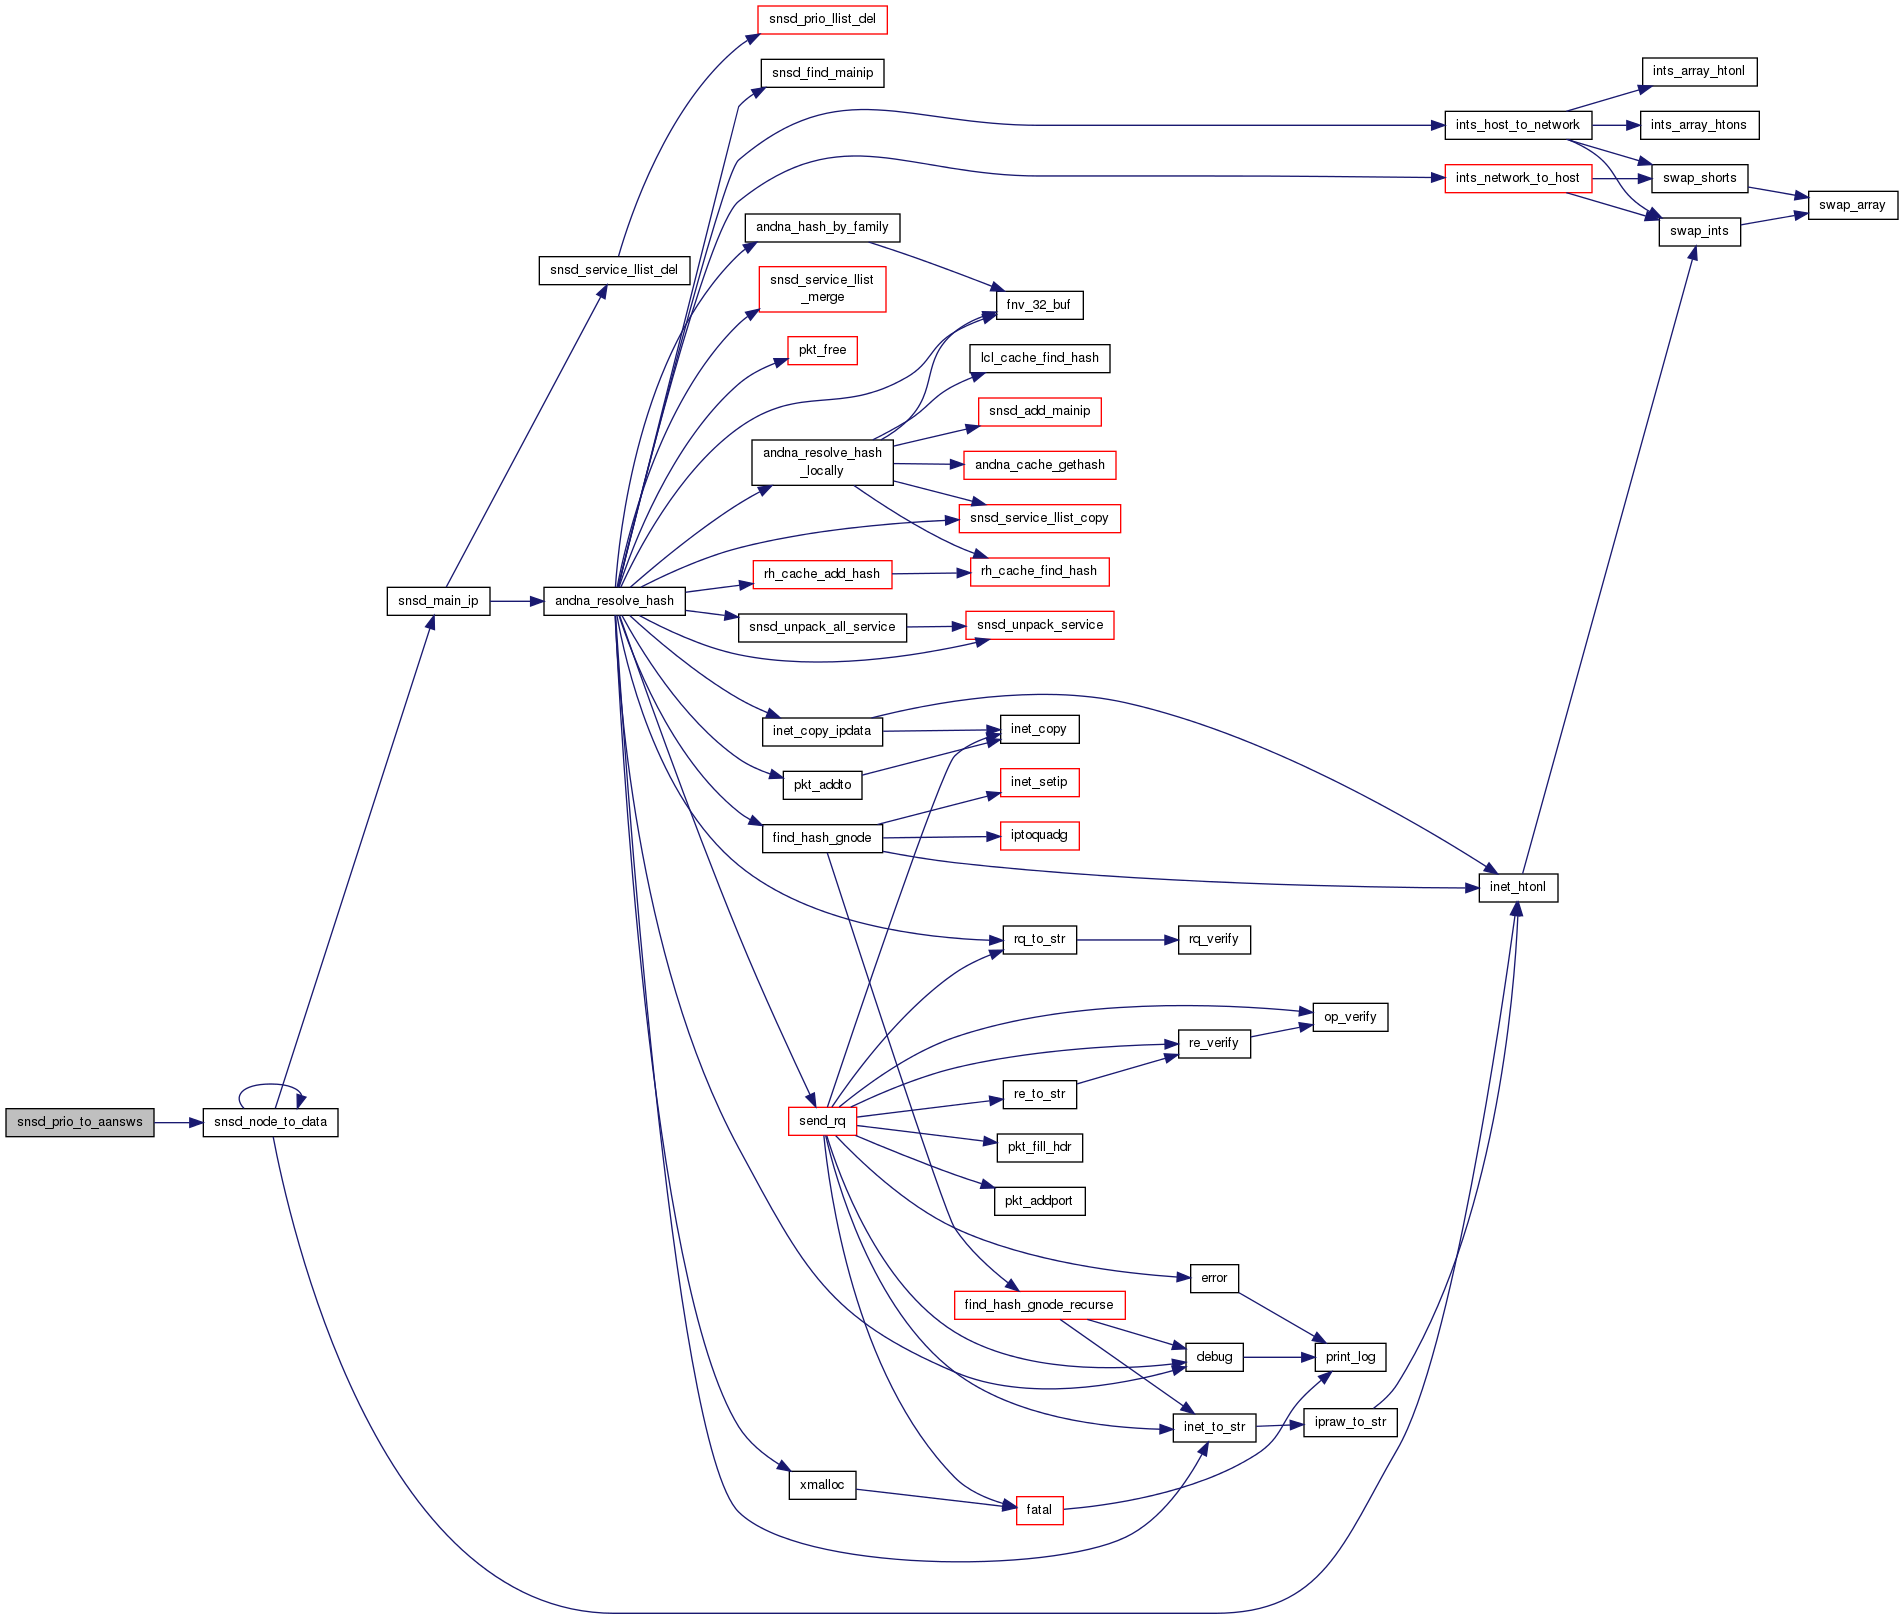 snsd_prio_llist_del
snsd_find_mainip
ints_array_htonl
ints_host_to_network
ints_array_htons
ints_network_to_host
swap_shorts
swap_array
andna_hash_by_family
swap_ints
snsd_service_llist_del
snsd_service_llist
_merge
fnv_32_buf
pkt_free
lcl_cache_find_hash
snsd_add_mainip
andna_resolve_hash
_locally
andna_cache_gethash
snsd_service_llist_copy
rh_cache_add_hash
rh_cache_find_hash
snsd_main_ip
andna_resolve_hash
snsd_unpack_all_service
snsd_unpack_service
inet_copy_ipdata
inet_copy
pkt_addto
inet_setip
find_hash_gnode
iptoquadg
inet_htonl
rq_to_str
rq_verify
op_verify
re_verify
re_to_str
snsd_prio_to_aansws
snsd_node_to_data
send_rq
pkt_fill_hdr
pkt_addport
error
find_hash_gnode_recurse
debug
print_log
inet_to_str
ipraw_to_str
xmalloc
fatal